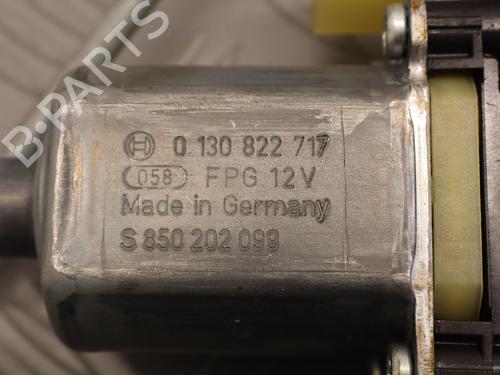 B-PARTS
0 130 822 717
058 FPG 12V
Made in Germany
S 850 202 099